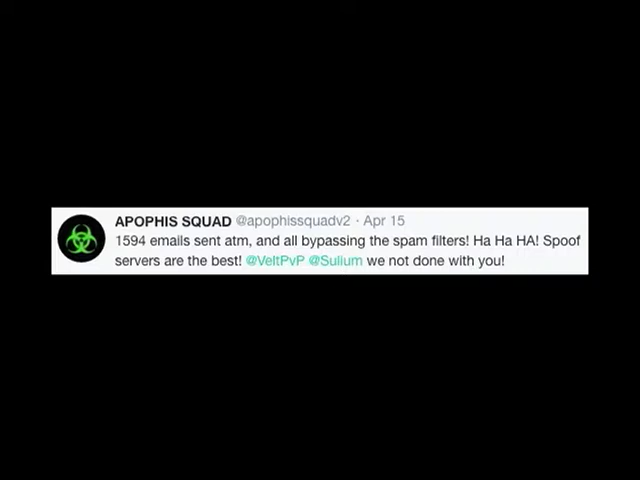 APOPHIS SQUAD @apophissquadv2 · Apr 15
1594 emails sent atm, and all bypassing the spam filters! Ha Ha HA! Spoof
servers are the best! @VeltPvP @Sulium we not done with you!